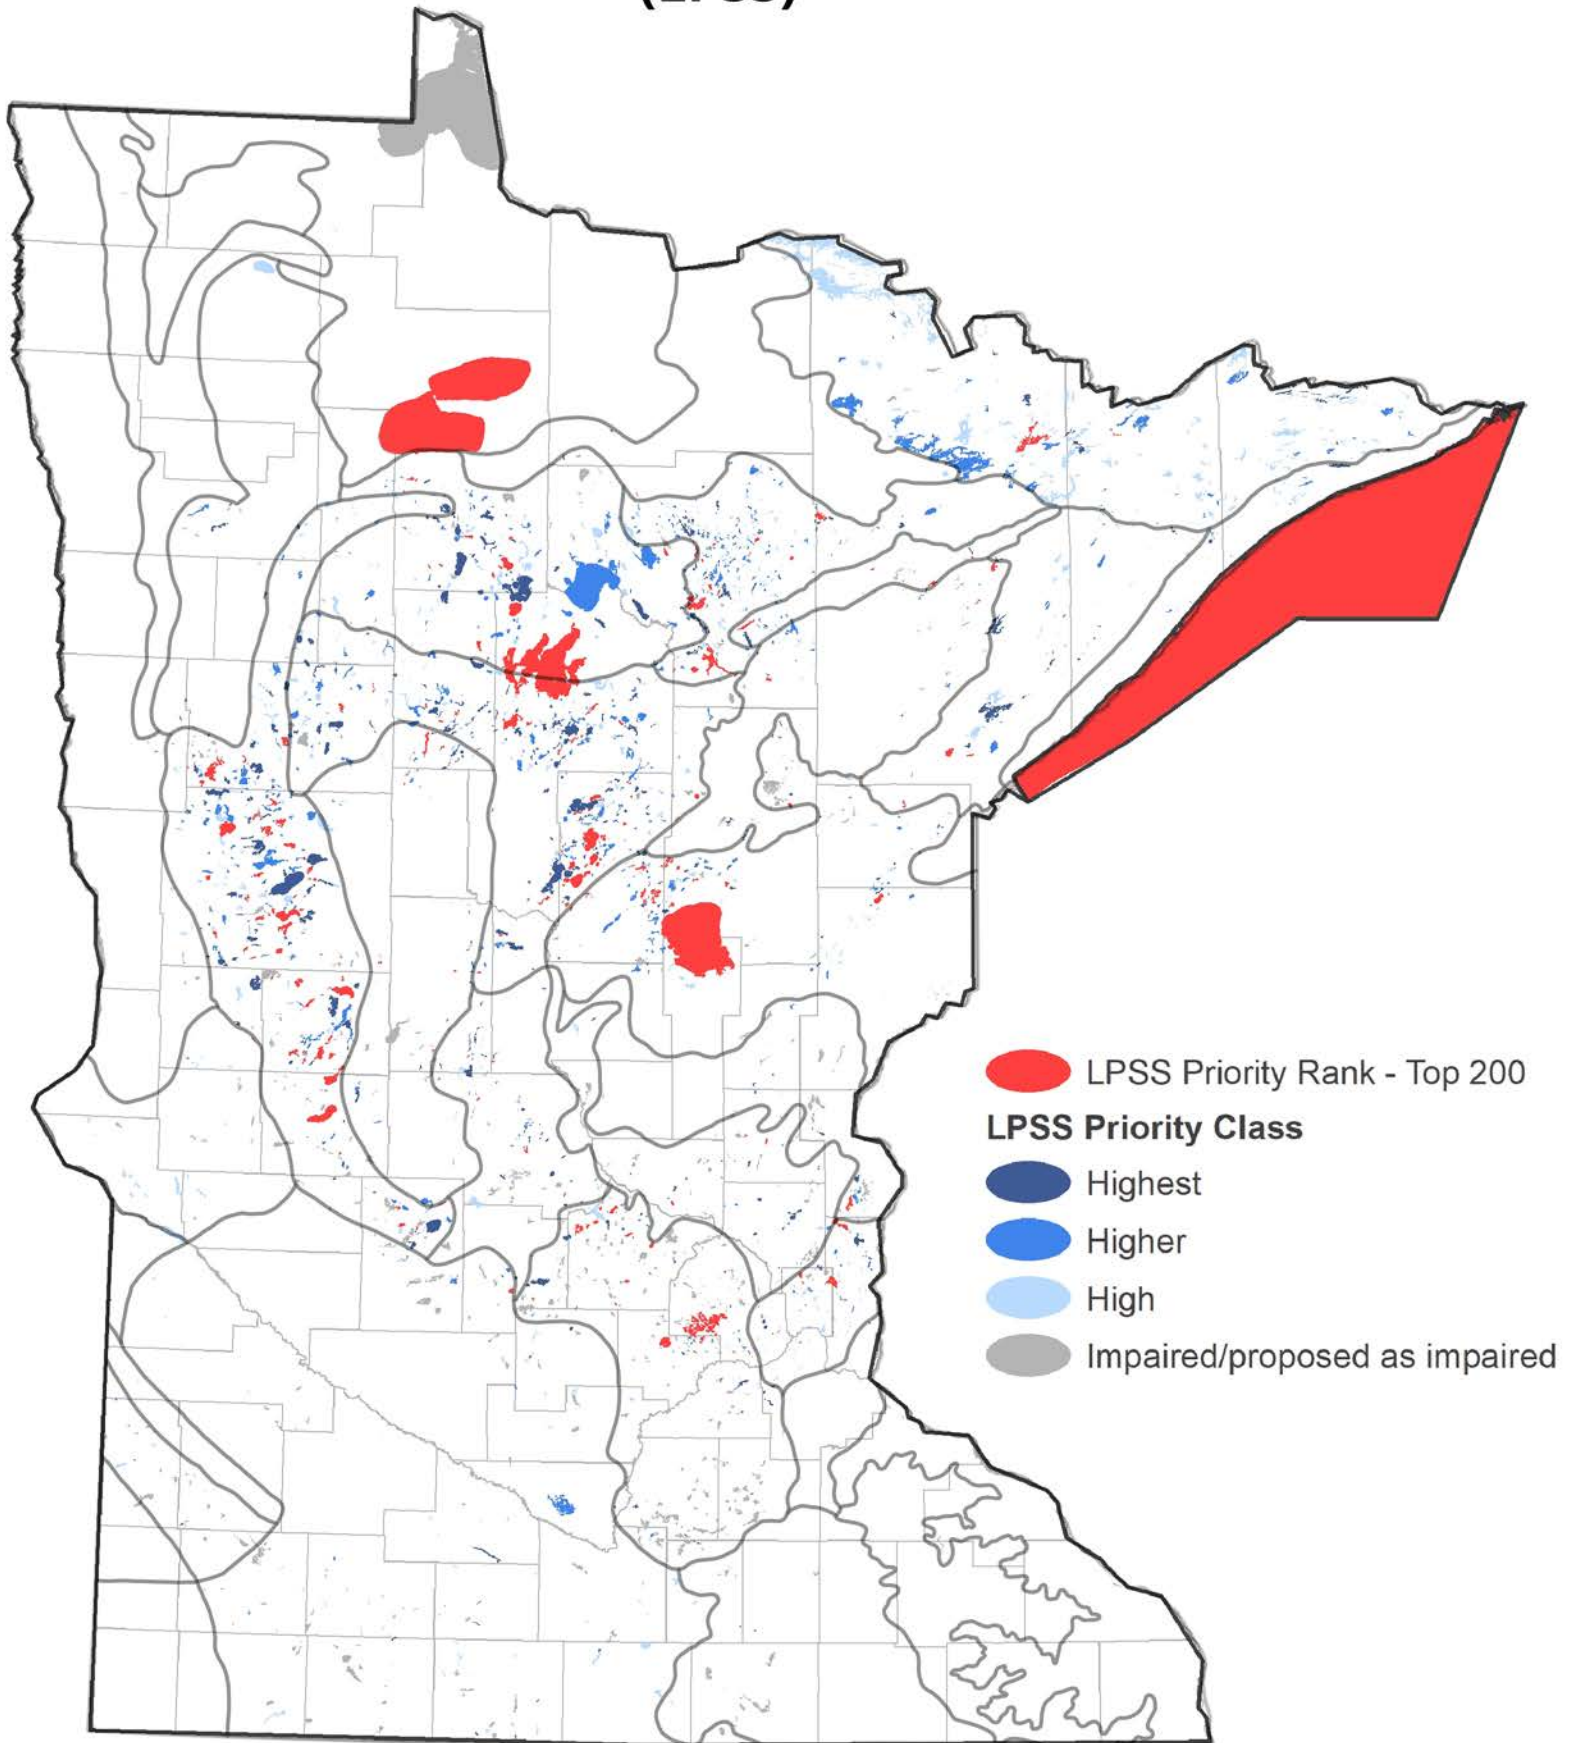 LPSS Priority Rank - Top 200
LPSS Priority Class
Highest
Higher
High
Impaired/proposed as impaired